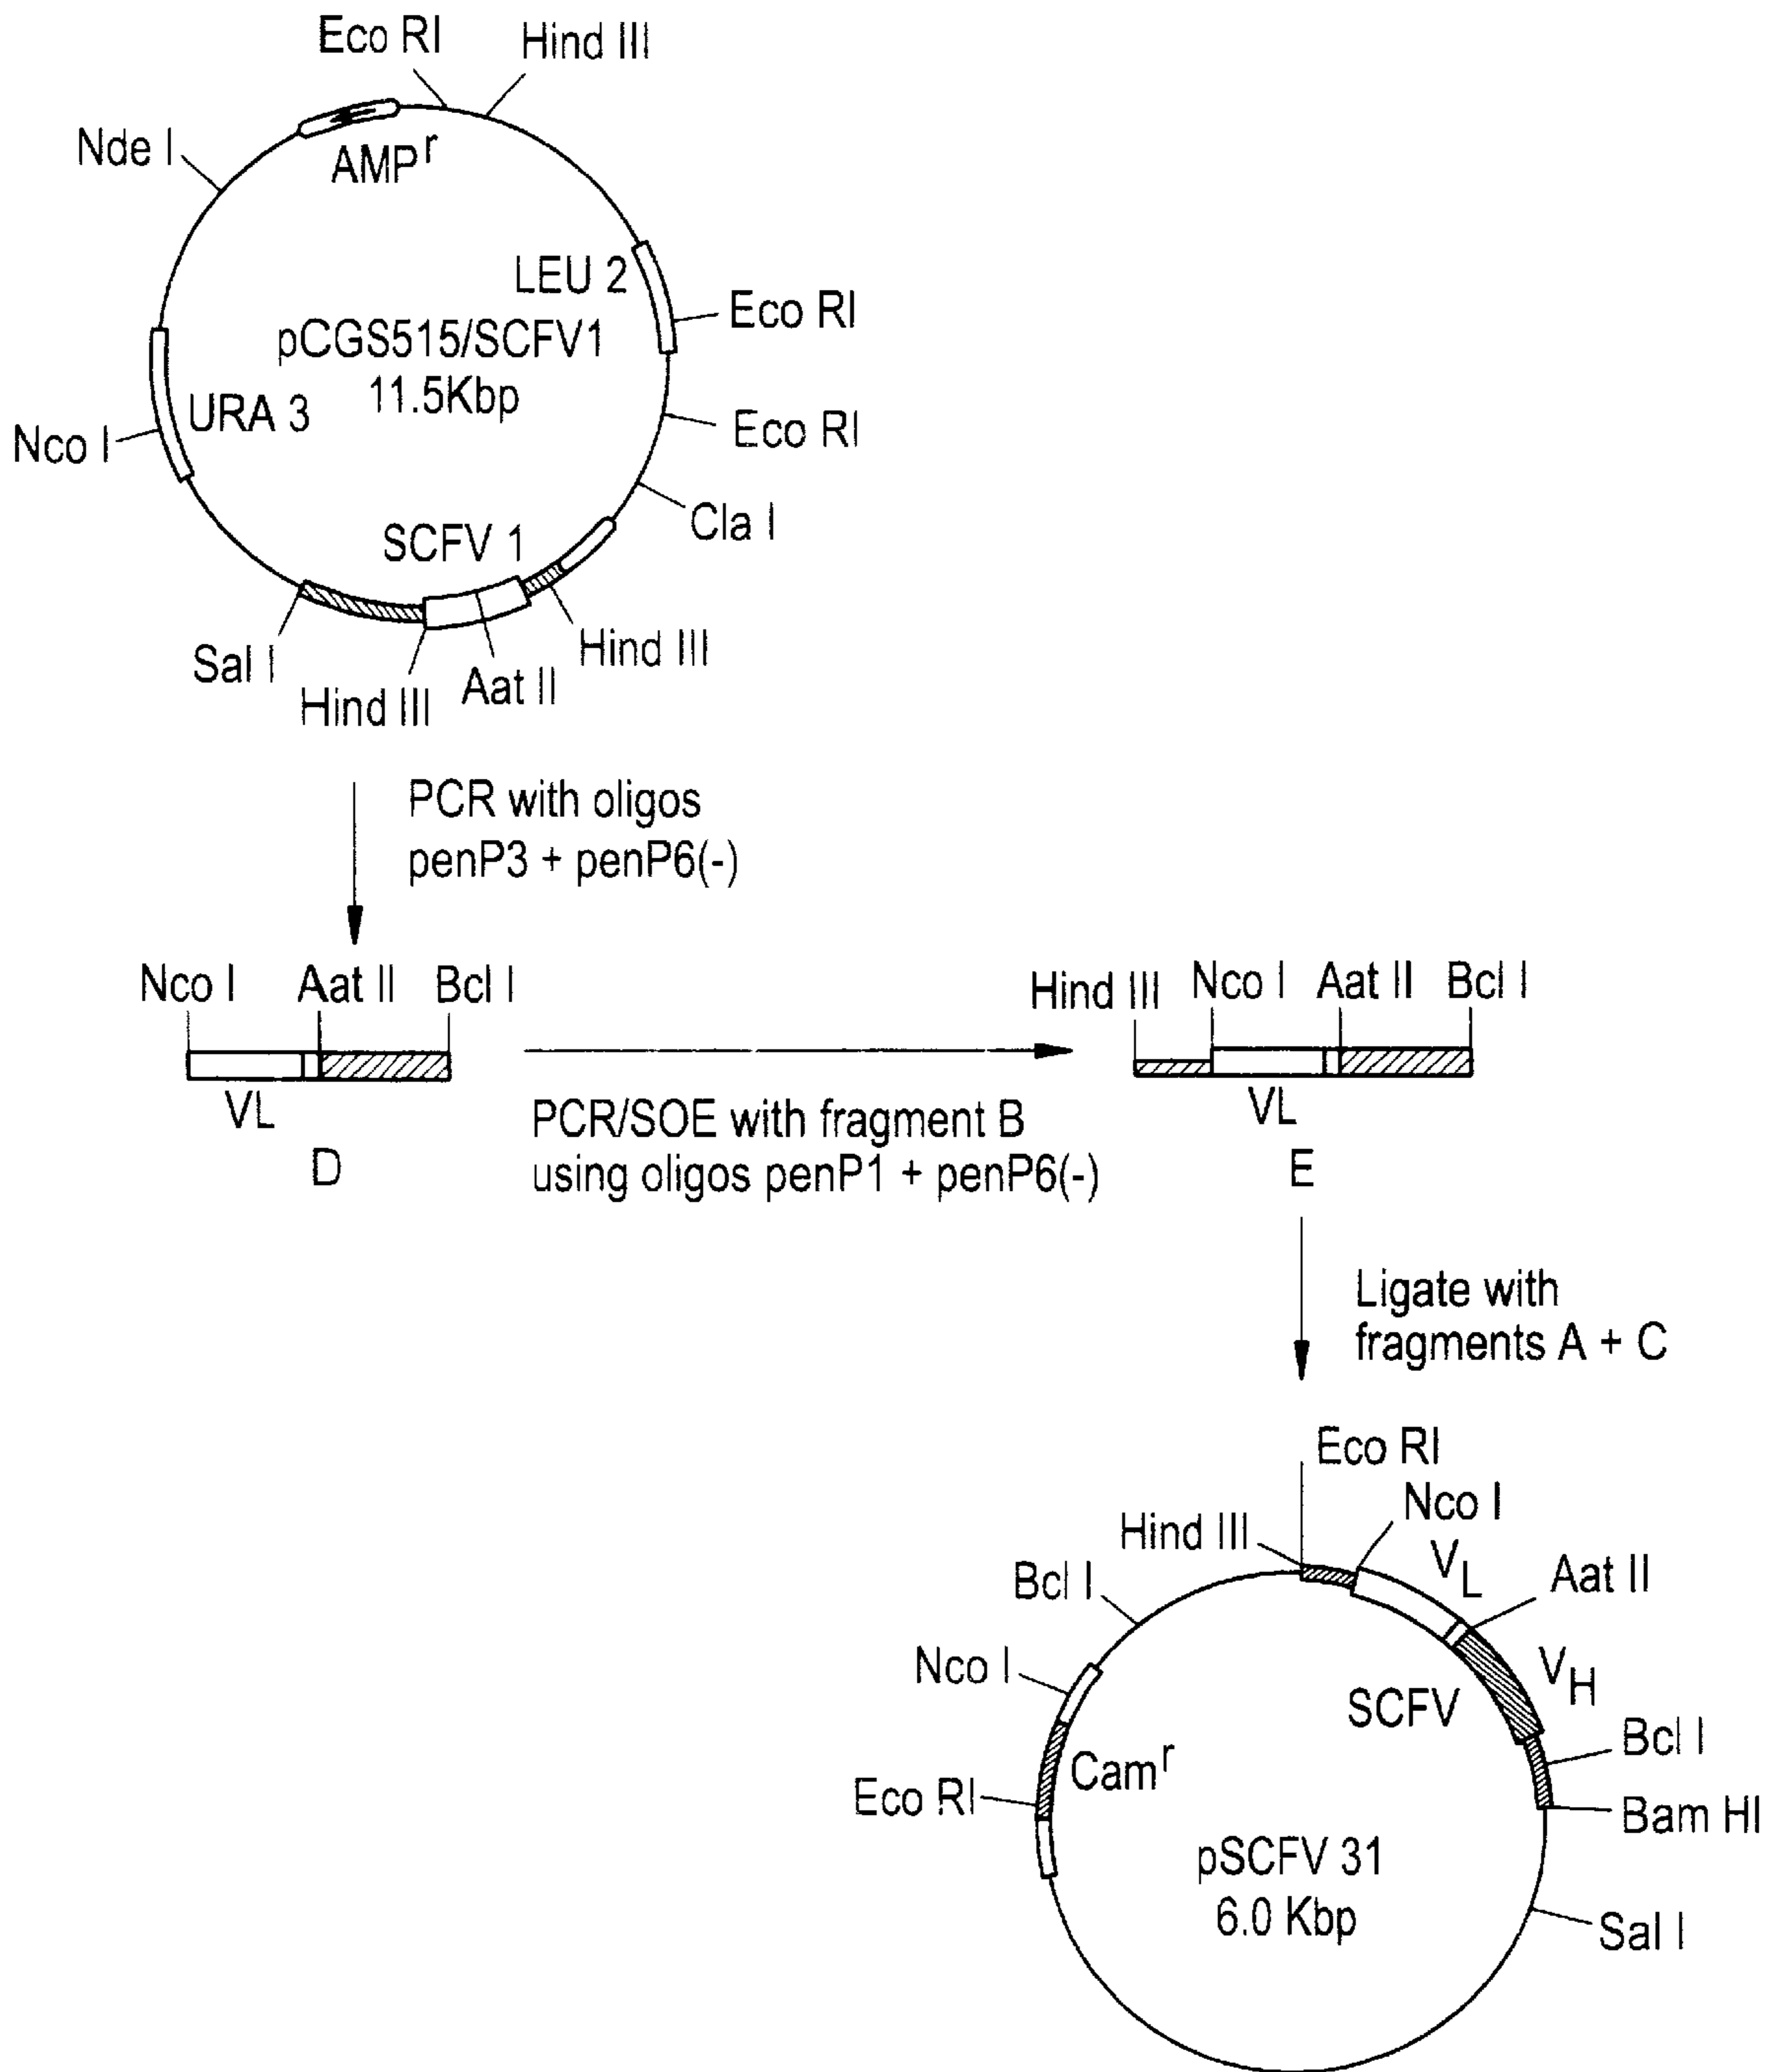 Eco RI
Hind III
Nde I
AMPr
LEU 2
Eco RI
pCGS515/SCFV1
11.5Kbp
URA 3
Eco RI
Nco I
Cla I
SCFV 1
Sal I
Hind III
Aat II
Hind III
PCR with oligos
penP3 + penP6(-)
Nco I
Aat II
Bcl I
VL
D
PCR/SOE with fragment B
using oligos penP1 + penP6(-)
Hind III
Nco I
Aat II
Bcl I
VL
E
Ligate with
fragments A + C
Eco RI
Nco I
Hind III
VL
Aat II
Bcl I
Nco I
VH
SCFV
Bcl I
Camr
Eco RI
Bam HI
pSCFV 31
6.0 Kbp
Sal I